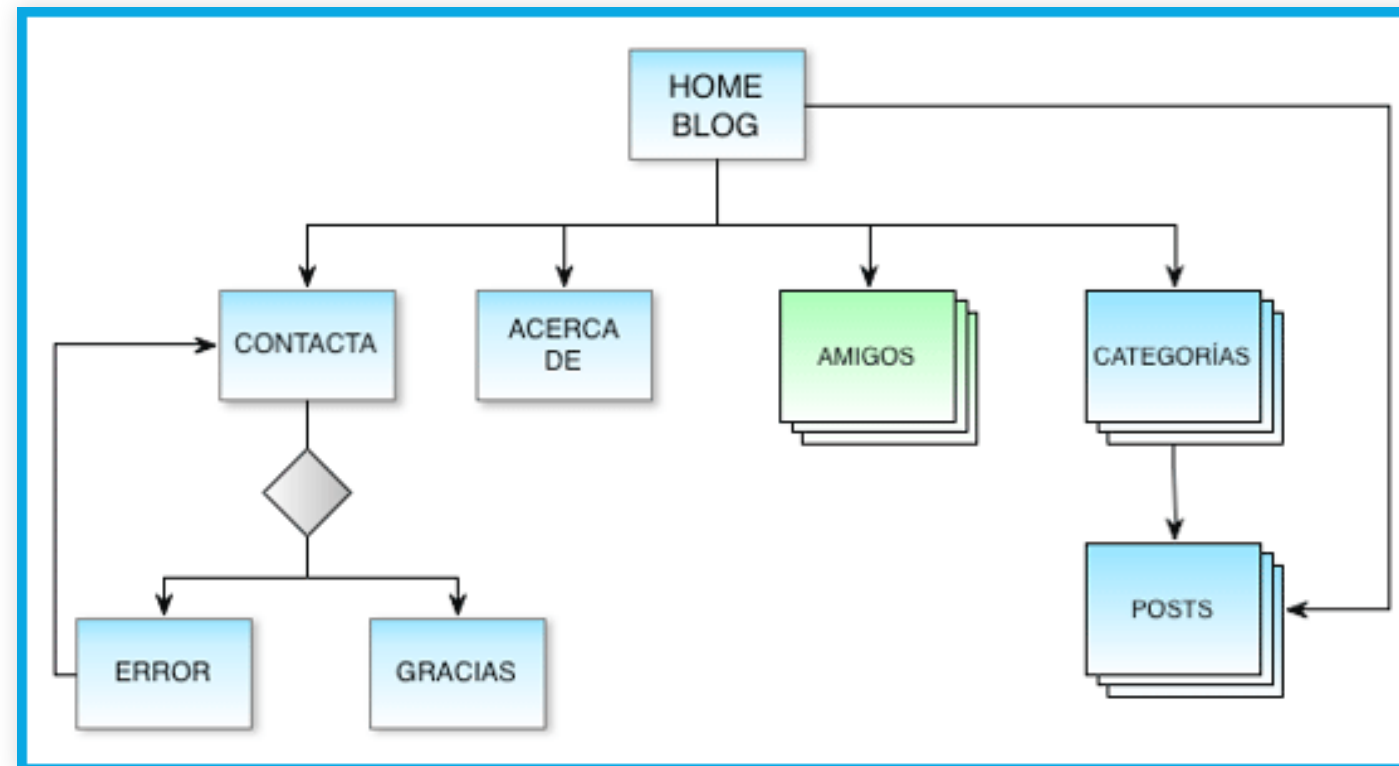 HOME
BLOG
CONTACTA
ACERCA
DE
AMIGOS
CATEGORÍAS
POSTS
ERROR
GRACIAS